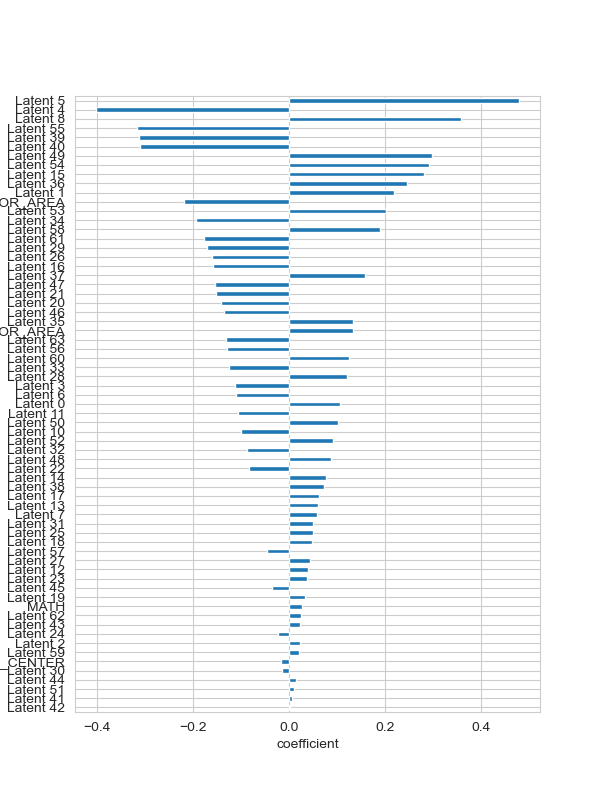 Latent 5
Latent 4
Latent 8
Latent 55
Latent 39
Latent 40
Latent 49
Latent 54
Latent 15
Latent 36
Latent 1
OR_AREA
Latent 53
Latent 34
Latent 58
Latent 61
Latent 29
Latent 26
Latent 16
Latent 37
Latent 47
Latent 21
Latent 20
Latent 46
Latent 35
OR_AREA
Latent 63
Latent 56
Latent 60
Latent 33
Latent 28
Latent 3
Latent 6
Latent 0
Latent 11
Latent 50
Latent 10
Latent 52
Latent 32
Latent 48
Latent 22
Latent 14
Latent 38
Latent 17
Latent 13
Latent 7
Latent 31
Latent 25
Latent 18
Latent 57
Latent 27
Latent 12
Latent 23
Latent 45
Latent 19
MATH
Latent 62
Latent 43
Latent 24
Latent 2
Latent 59
_CENTER
Latent 30
Latent 44
Latent 51
Latent 41
Latent 42
−0.4 −0.2 0.0 0.2 0.4
coefficient